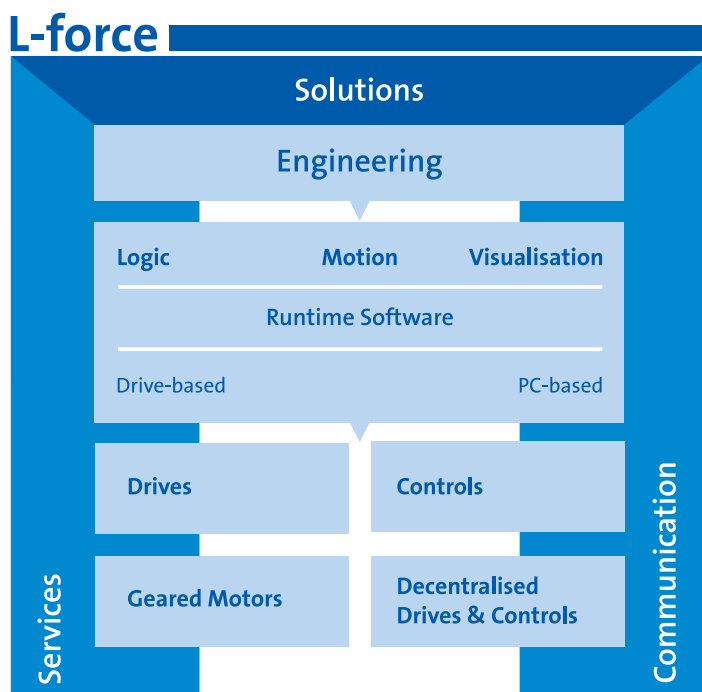 L-force
Solutions
Engineering
Logic Motion Visualisation
Runtime Software
Drive-based PC-based
Drives
Controls
Geared Motors
Decentralised
Drives & Controls
Services
Communication